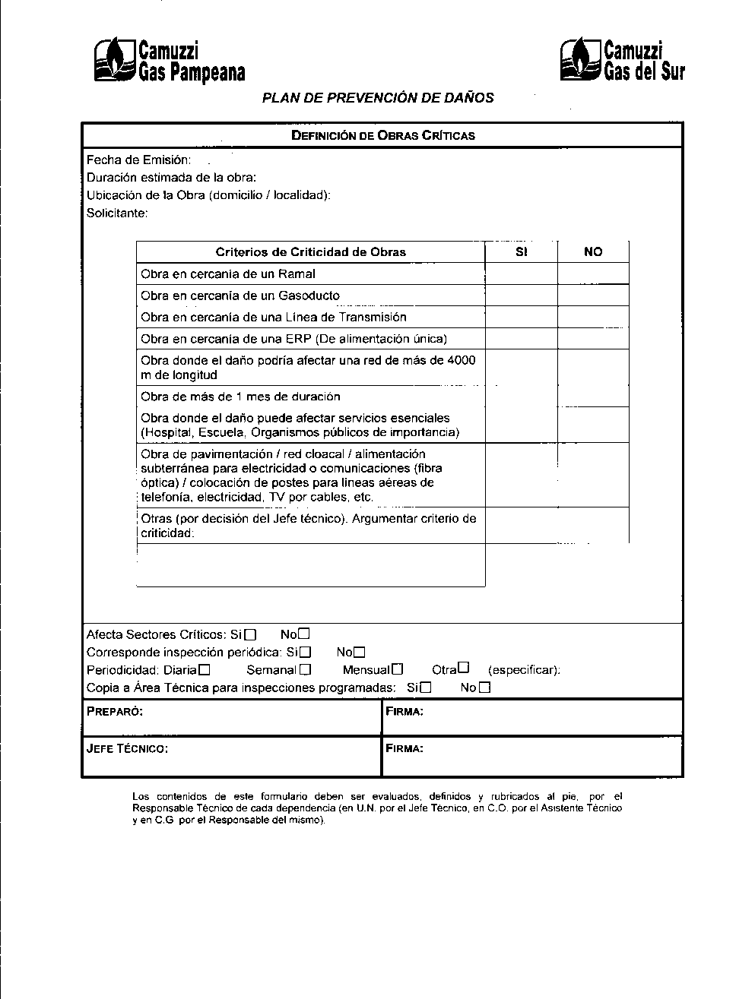 Camuzzi
Gas Pampeana
Camuzzi
Gas del Sur
PLAN DE PREVENCIÓN DE DAÑOS
DEFINICIÓN DE OBRAS CRÍTICAS
Fecha de Emisión:
Duración estimada de la obra:
Ubicación de la Obra (domicilio / localidad):
Solicitante:
Criterios de Criticidad de Obras SI NO
Obra en cercanía de un Ramal
Obra en cercanía de un Gasoducto
Obra en cercanía de una Línea de Transmisión
Obra en cercanía de una ERP (De alimentación única)
Obra donde el daño podría afectar una red de más de 4000
m de longitud
Obra de más de 1 mes de duración
Obra donde el daño puede afectar servicios esenciales
(Hospital, Escuela, Organismos públicos de importancia)
Obra de pavimentación / red cloacal / alimentación
subterránea para electricidad o comunicaciones (fibra
óptica) / colocación de postes para líneas aéreas de
telefonía, electricidad, TV por cables, etc.
Otras (por decisión del Jefe técnico). Argumentar criterio de
criticidad:
Afecta Sectores Críticos: Si☐ No☐
Corresponde inspección periódica: Si☐ No☐
Periodicidad: Diaria☐ Semanal☐ Mensual☐ Otra☐ (especificar):
Copia a Área Técnica para inspecciones programadas: Si☐ No☐
PREPARÓ: FIRMA:
JEFE TÉCNICO: FIRMA:
Los contenidos de este formulario deben ser evaluados, definidos y rubricados al pie, por el
Responsable Técnico de cada dependencia (en U.N. por el Jefe Técnico, en C.O. por el Asistente Técnico
y en C.G por el Responsable del mismo).